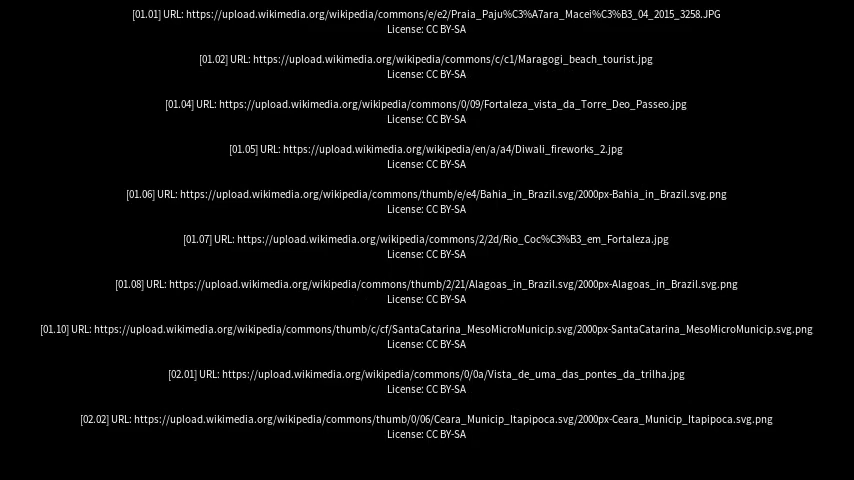 [01.01] URL: https://upload.wikimedia.org/wikipedia/commons/e/e2/Praia_Paju%C3%A7ara_Macei%C3%B3_04_2015_3258.JPG
License: CC BY-SA
[01.02] URL: https://upload.wikimedia.org/wikipedia/commons/c/c1/Maragogi_beach_tourist.jpg
License: CC BY-SA
[01.04] URL: https://upload.wikimedia.org/wikipedia/commons/0/09/Fortaleza_vista_da_Torre_Deo_Passeo.jpg
License: CC BY-SA
[01.05] URL: https://upload.wikimedia.org/wikipedia/en/a/a4/Diwali_fireworks_2.jpg
License: CC BY-SA
[01.06] URL: https://upload.wikimedia.org/wikipedia/commons/thumb/e/e4/Bahia_in_Brazil.svg/2000px-Bahia_in_Brazil.svg.png
License: CC BY-SA
[01.07] URL: https://upload.wikimedia.org/wikipedia/commons/2/2d/Rio_Coc%C3%B3_em_Fortaleza.jpg
License: CC BY-SA
[01.08] URL: https://upload.wikimedia.org/wikipedia/commons/thumb/2/21/Alagoas_in_Brazil.svg/2000px-Alagoas_in_Brazil.svg.png
License: CC BY-SA
[01.10] URL: https://upload.wikimedia.org/wikipedia/commons/thumb/c/cf/SantaCatarina_MesoMicroMunicip.svg/2000px-SantaCatarina_MesoMicroMunicip.svg.png
License: CC BY-SA
[02.01] URL: https://upload.wikimedia.org/wikipedia/commons/0/0a/Vista_de_uma_das_pontes_da_trilha.jpg
License: CC BY-SA
[02.02] URL: https://upload.wikimedia.org/wikipedia/commons/thumb/0/06/Ceara_Municip_Itapipoca.svg/2000px-Ceara_Municip_Itapipoca.svg.png
License: CC BY-SA